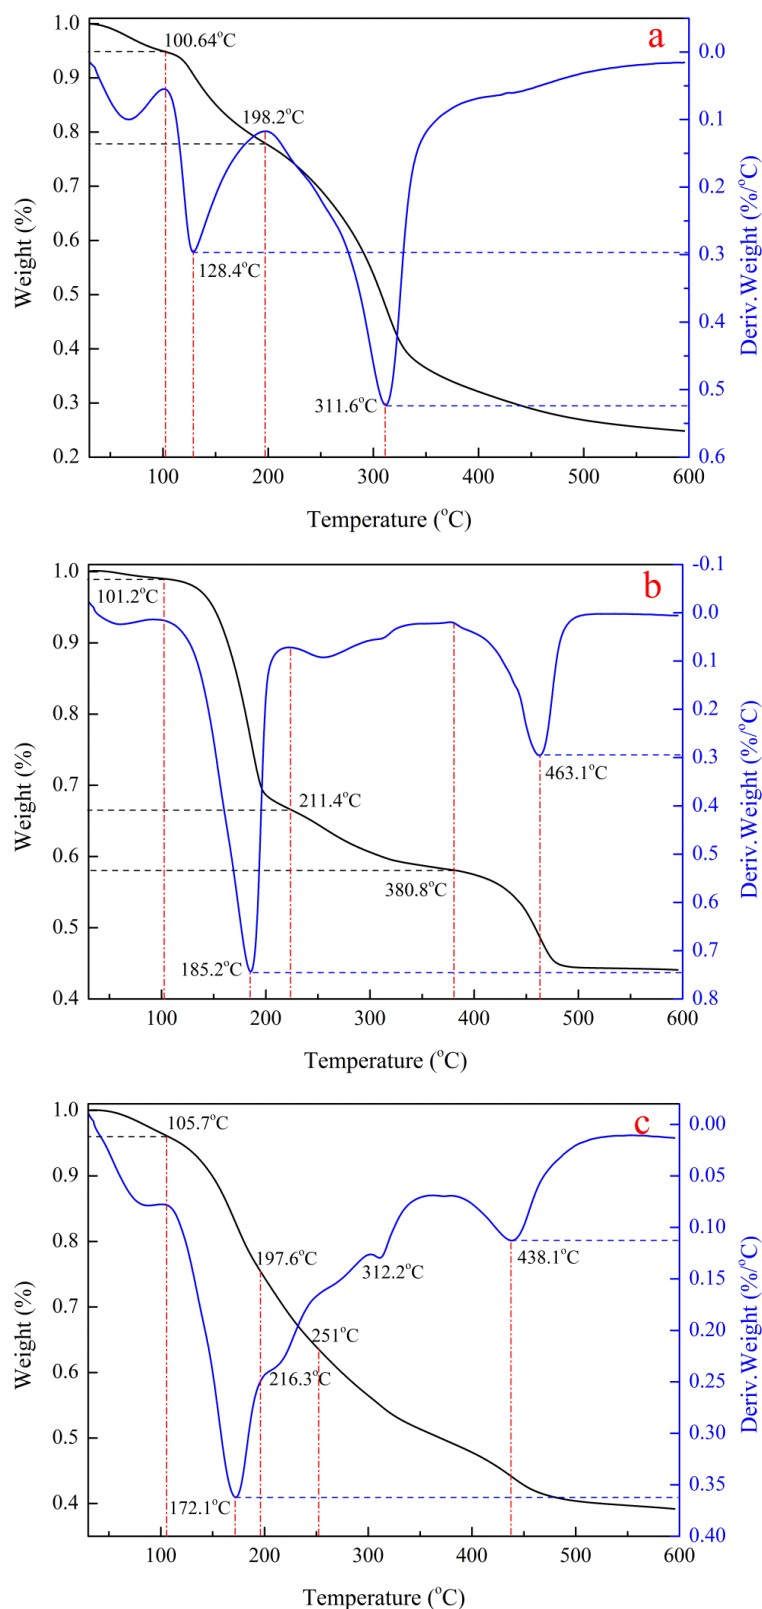 a
1.0
0.9
0.8
0.7
0.6
0.5
0.4
0.3
0.2
Weight (%)
0.0
0.1
0.2
0.3
0.4
0.5
0.6
Deriv.Weight (%/°C)
100.64°C
198.2°C
128.4°C
311.6°C
100 200 300 400 500 600
Temperature (°C)
b
1.0
0.9
0.8
0.7
0.6
0.5
0.4
Weight (%)
-0.1
0.0
0.1
0.2
0.3
0.4
0.5
0.6
0.7
0.8
Deriv.Weight (%/°C)
101.2°C
463.1°C
211.4°C
380.8°C
185.2°C
100 200 300 400 500 600
Temperature (°C)
c
1.0
0.9
0.8
0.7
0.6
0.5
0.4
Weight (%)
0.00
0.05
0.10
0.15
0.20
0.25
0.30
0.35
0.40
Deriv.Weight (%/°C)
105.7°C
197.6°C
438.1°C
312.2°C
251°C
216.3°C
172.1°C
100 200 300 400 500 600
Temperature (°C)